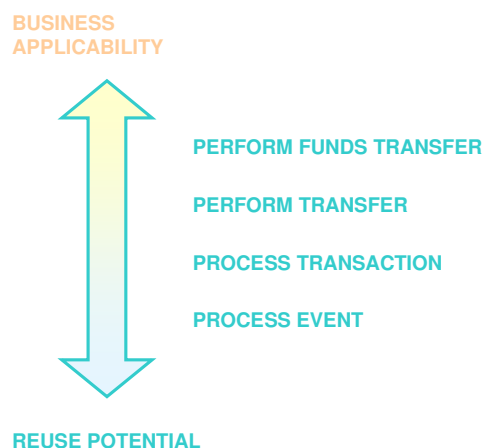 BUSINESS
APPLICABILITY
PERFORM FUNDS TRANSFER
PERFORM TRANSFER
PROCESS TRANSACTION
PROCESS EVENT
REUSE POTENTIAL